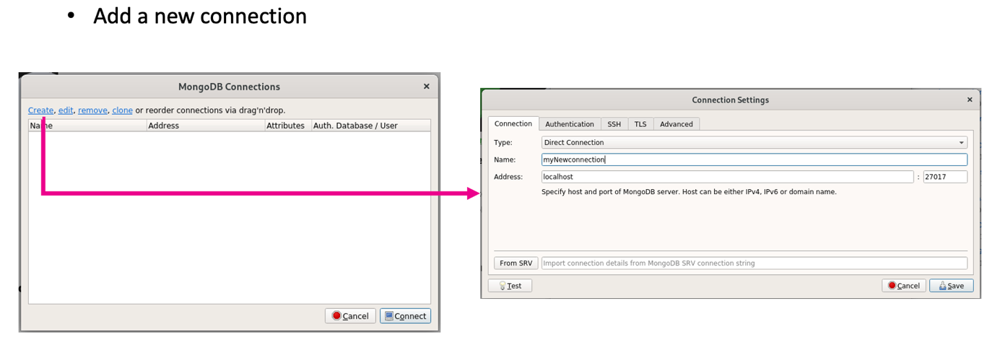 • Add a new connection
MongoDB Connections
Create, edit, remove, clone or reorder connections via drag'n'drop.
Name Address Attributes Auth. Database / User
Cancel Connect
Connection Settings
Connection Authentication SSH TLS Advanced
Type: Direct Connection
Name: myNewconnection
Address: localhost : 27017
Specify host and port of MongoDB server. Host can be either IPv4, IPv6 or domain name.
From SRV Import connection details from MongoDB SRV connection string
Test Cancel Save